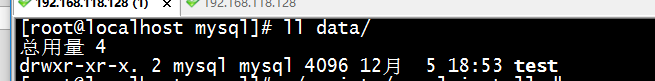 192.168.118.128 (1) 192.168.118.128
[root@localhost mysql]# ll data/
总用量 4
drwxr-xr-x. 2 mysql mysql 4096 12月  5 18:53 test